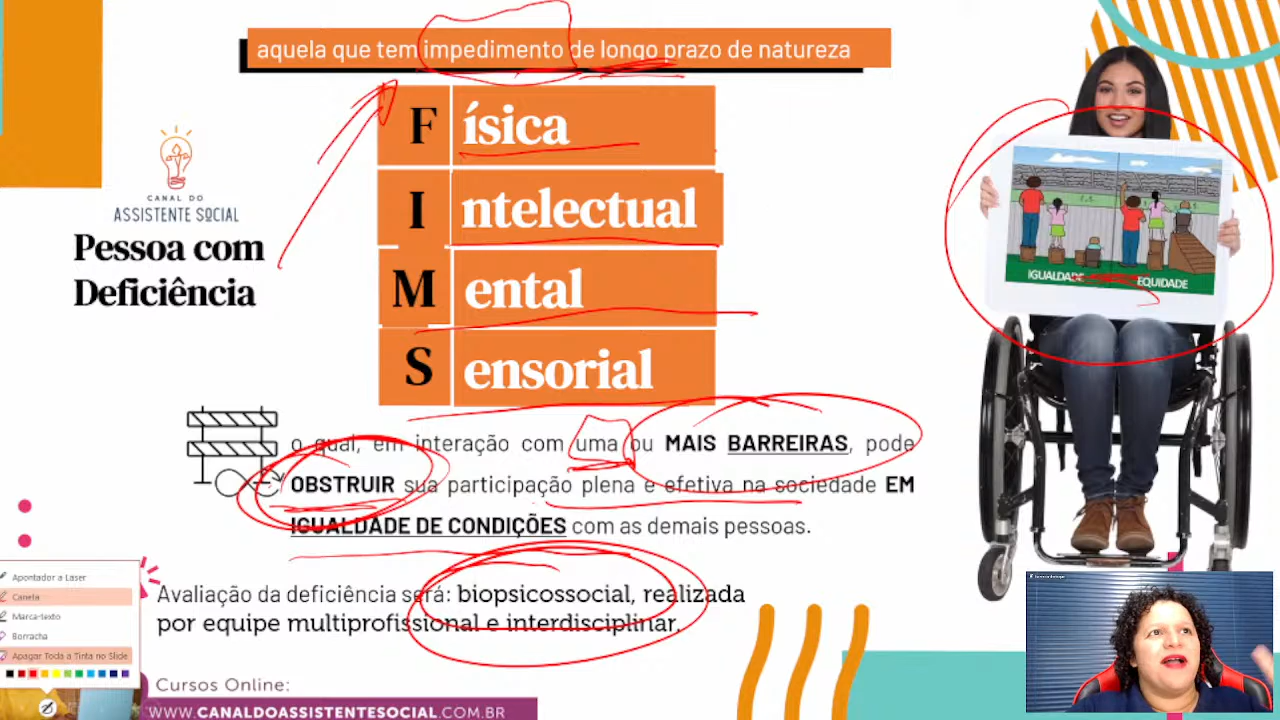 aquela que tem impedimento de longo prazo de natureza
F ísica
I ntelectual
M ental
S ensorial
CANAL DO
ASSISTENTE SOCIAL
Pessoa com
Deficiência
IGUALDADE
EQUIDADE
o qual, em interação com uma ou MAIS BARREIRAS, pode
OBSTRUIR sua participação plena e efetiva na sociedade EM
IGUALDADE DE CONDIÇÕES com as demais pessoas.
Avaliação da deficiência será: biopsicossocial, realizada
por equipe multiprofissional e interdisciplinar.
Apontador a Laser
Caneta
Marca-texto
Borracha
Apagar Toda a Tinta no Slide
Cursos Online:
WWW.CANALDOASSISTENTESOCIAL.COM.BR